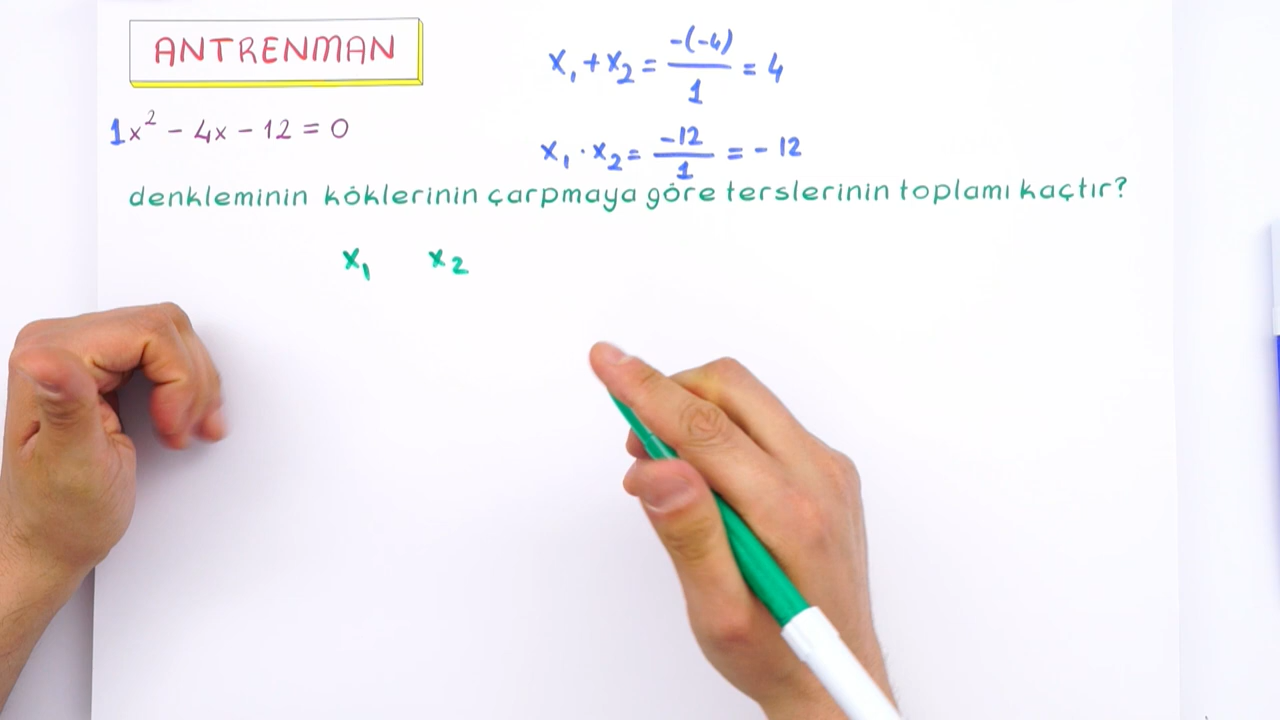 ANTRENMAN
1x² - 4x - 12 = 0
x₁ + x₂ = -(-4)/1 = 4
x₁ · x₂ = -12/1 = -12
denkleminin köklerinin çarpmaya göre terslerinin toplamı kaçtır?
x₁ x₂